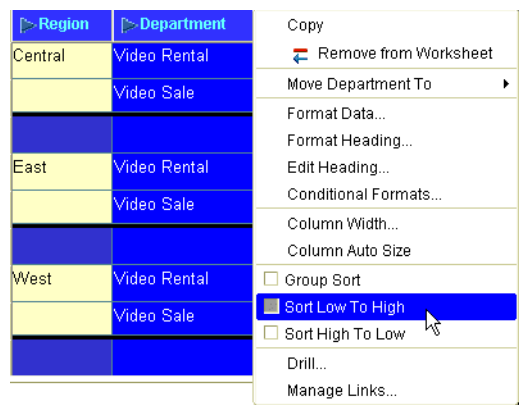 Region Department
Central Video Rental
Video Sale
East Video Rental
Video Sale
West Video Rental
Video Sale
Copy
Remove from Worksheet
Move Department To
Format Data...
Format Heading...
Edit Heading...
Conditional Formats...
Column Width...
Column Auto Size
Group Sort
Sort Low To High
Sort High To Low
Drill...
Manage Links...